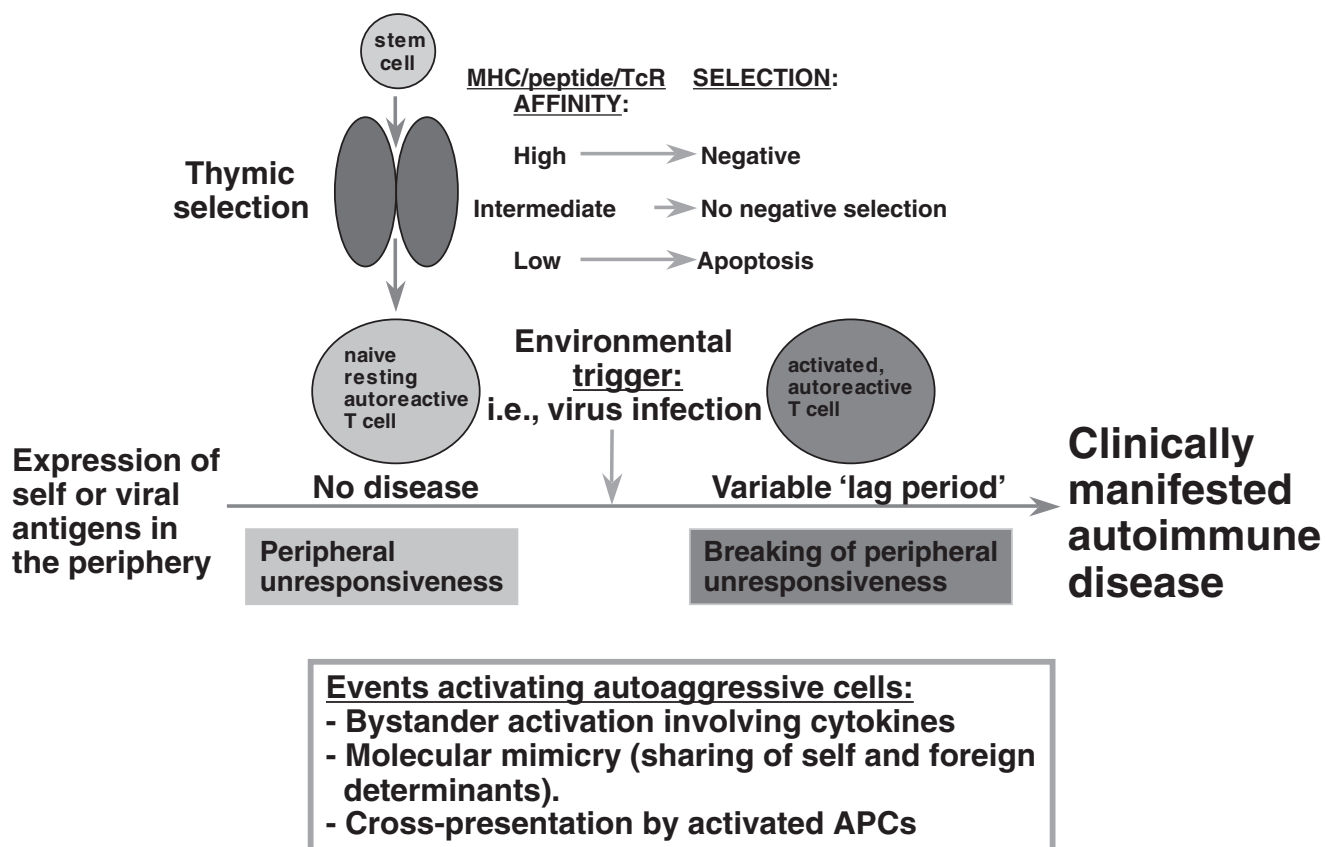 stem
cell
MHC/peptide/TcR
AFFINITY:
SELECTION:
Thymic
selection
High
Negative
Intermediate
No negative selection
Low
Apoptosis
naive
resting
autoreactive
T cell
Environmental
trigger:
i.e., virus infection
activated,
autoreactive
T cell
Expression of
self or viral
antigens in
the periphery
No disease
Variable ‘lag period’
Clinically
manifested
autoimmune
disease
Peripheral
unresponsiveness
Breaking of peripheral
unresponsiveness
Events activating autoaggressive cells:
- Bystander activation involving cytokines
- Molecular mimicry (sharing of self and foreign
determinants).
- Cross-presentation by activated APCs